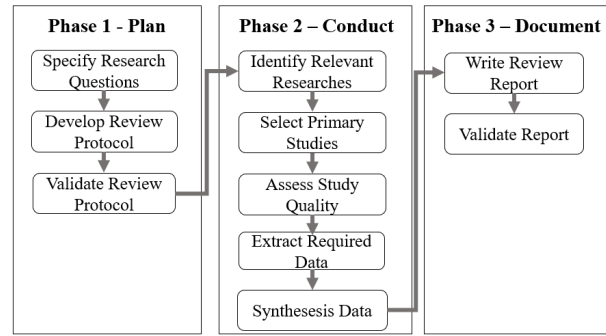 Phase 1 - Plan
Specify Research
Questions
Develop Review
Protocol
Validate Review
Protocol
Phase 2 – Conduct
Identify Relevant
Researches
Select Primary
Studies
Assess Study
Quality
Extract Required
Data
Synthesesis Data
Phase 3 – Document
Write Review
Report
Validate Report